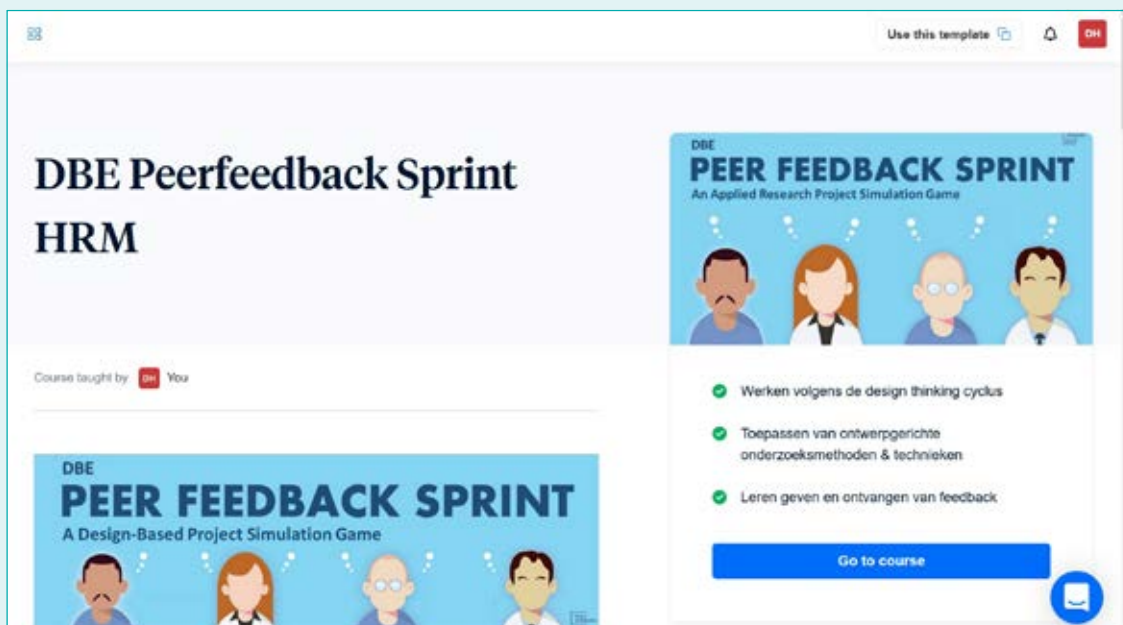 Use this template
DH
DBE Peerfeedback Sprint
HRM
DBE
PEER FEEDBACK SPRINT
An Applied Research Project Simulation Game
Course taught by DH You
Werken volgens de design thinking cyclus
Toepassen van ontwerpgerichte
onderzoeksmethoden & technieken
Leren geven en ontvangen van feedback
Go to course
DBE
PEER FEEDBACK SPRINT
A Design-Based Project Simulation Game